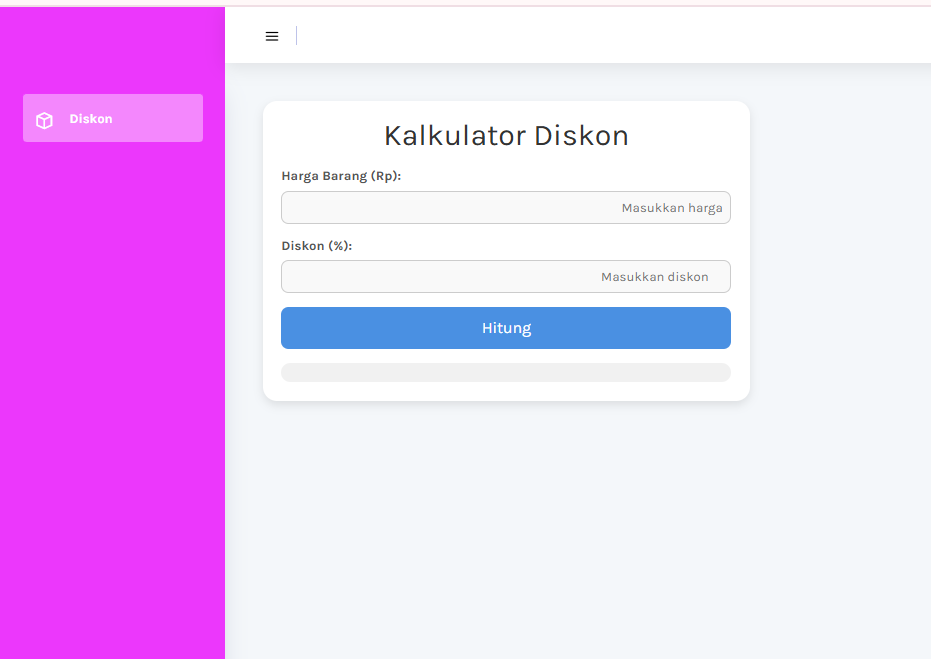 Diskon
Kalkulator Diskon
Harga Barang (Rp):
Masukkan harga
Diskon (%):
Masukkan diskon
Hitung